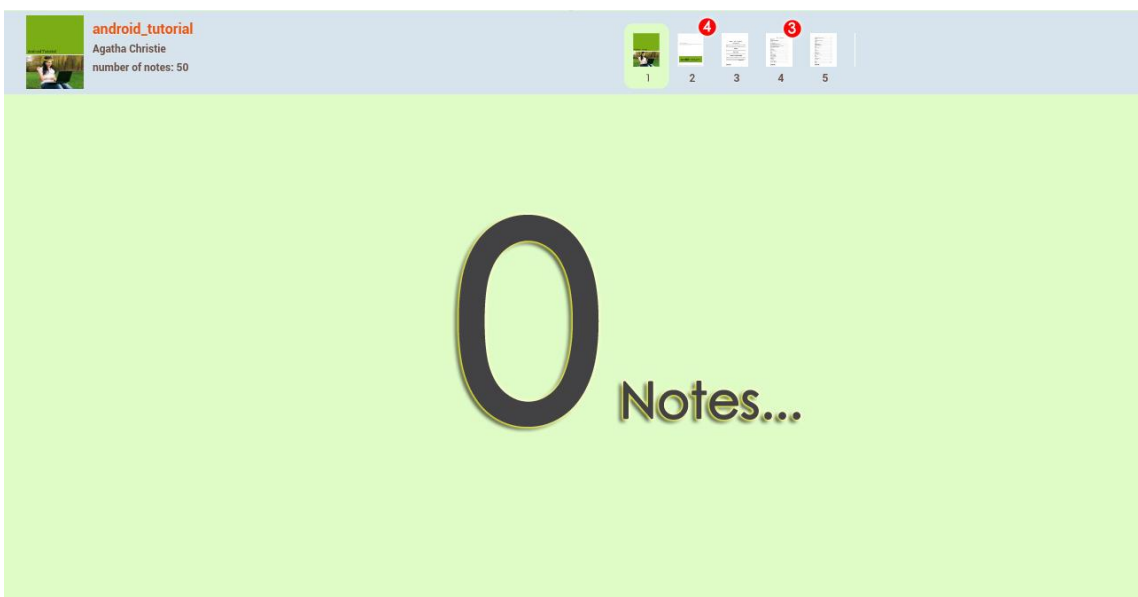 android_tutorial
Agatha Christie
number of notes: 50
4
3
1
2
3
4
5
0
Notes...